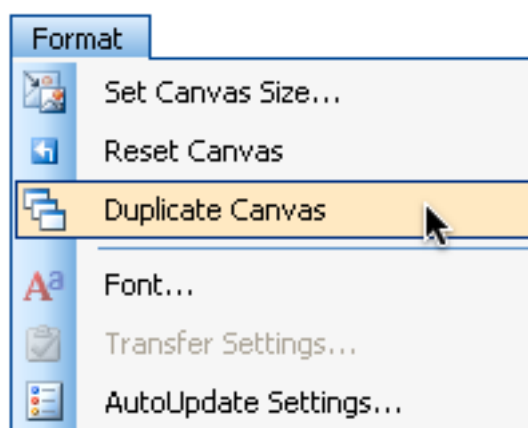 Format
Set Canvas Size...
Reset Canvas
Duplicate Canvas
Font...
Transfer Settings...
AutoUpdate Settings...